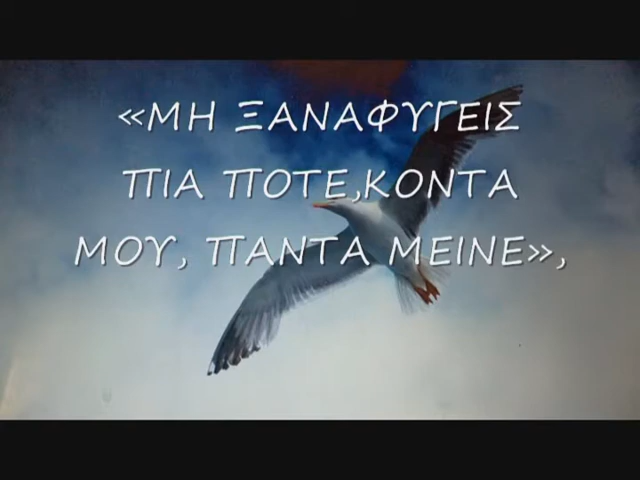 «ΜΗ ΞΑΝΑΦΥΓΕΙΣ
ΠΙΑ ΠΟΤΕ,ΚΟΝΤΑ
ΜΟΥ, ΠΑΝΤΑ ΜΕΙΝΕ»,